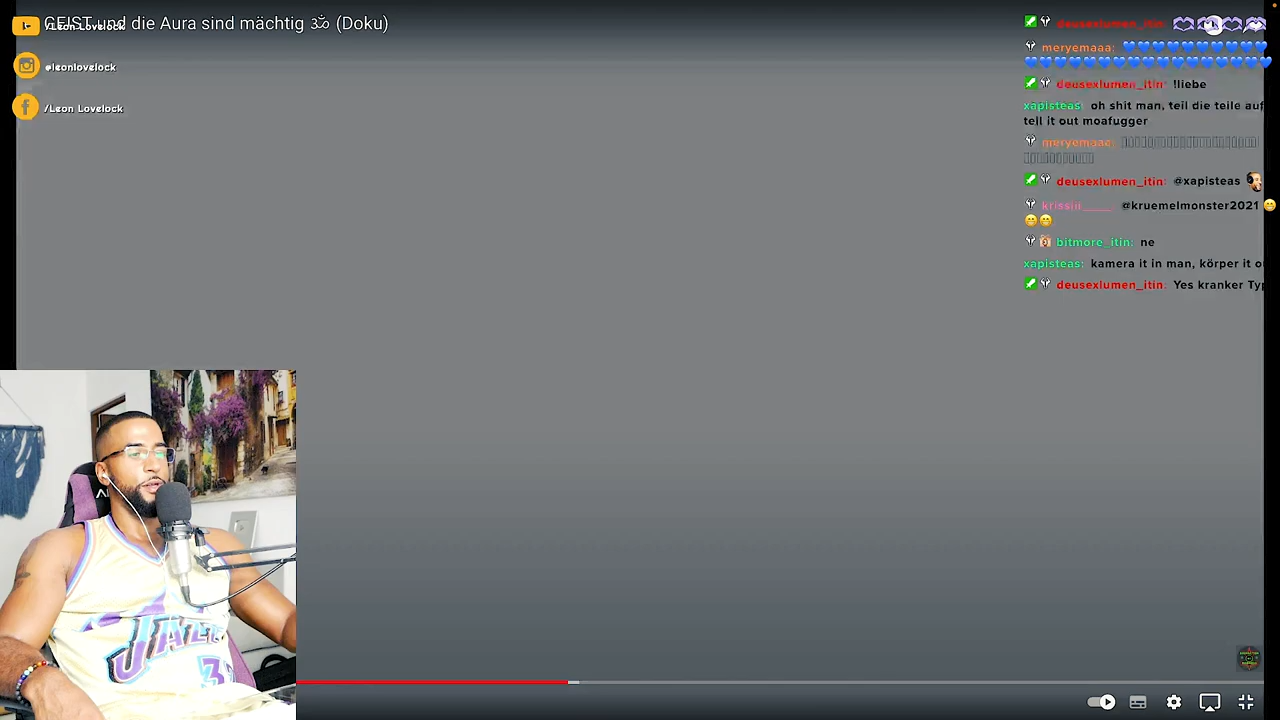 GEIST und die Aura sind mächtig ॐ (Doku)
/Leon Lovelock
@leonlovelock
/Leon Lovelock
deusexlumen_itin:
meryemaaa: 💙💙💙💙💙💙💙💙💙💙
💙💙💙💙💙💙💙💙💙💙💙💙💙💙💙💙💙
deusexlumen_itin: !liebe
xapisteas: oh shit man, teil die teile auf
tell it out moafugger
meryemaaa:
deusexlumen_itin: @xapisteas
krissin_____: @kruemelmonster2021 😁
😁😁
bitmore_itin: ne
xapisteas: kamera it in man, körper it
deusexlumen_itin: Yes kranker
JAZZ